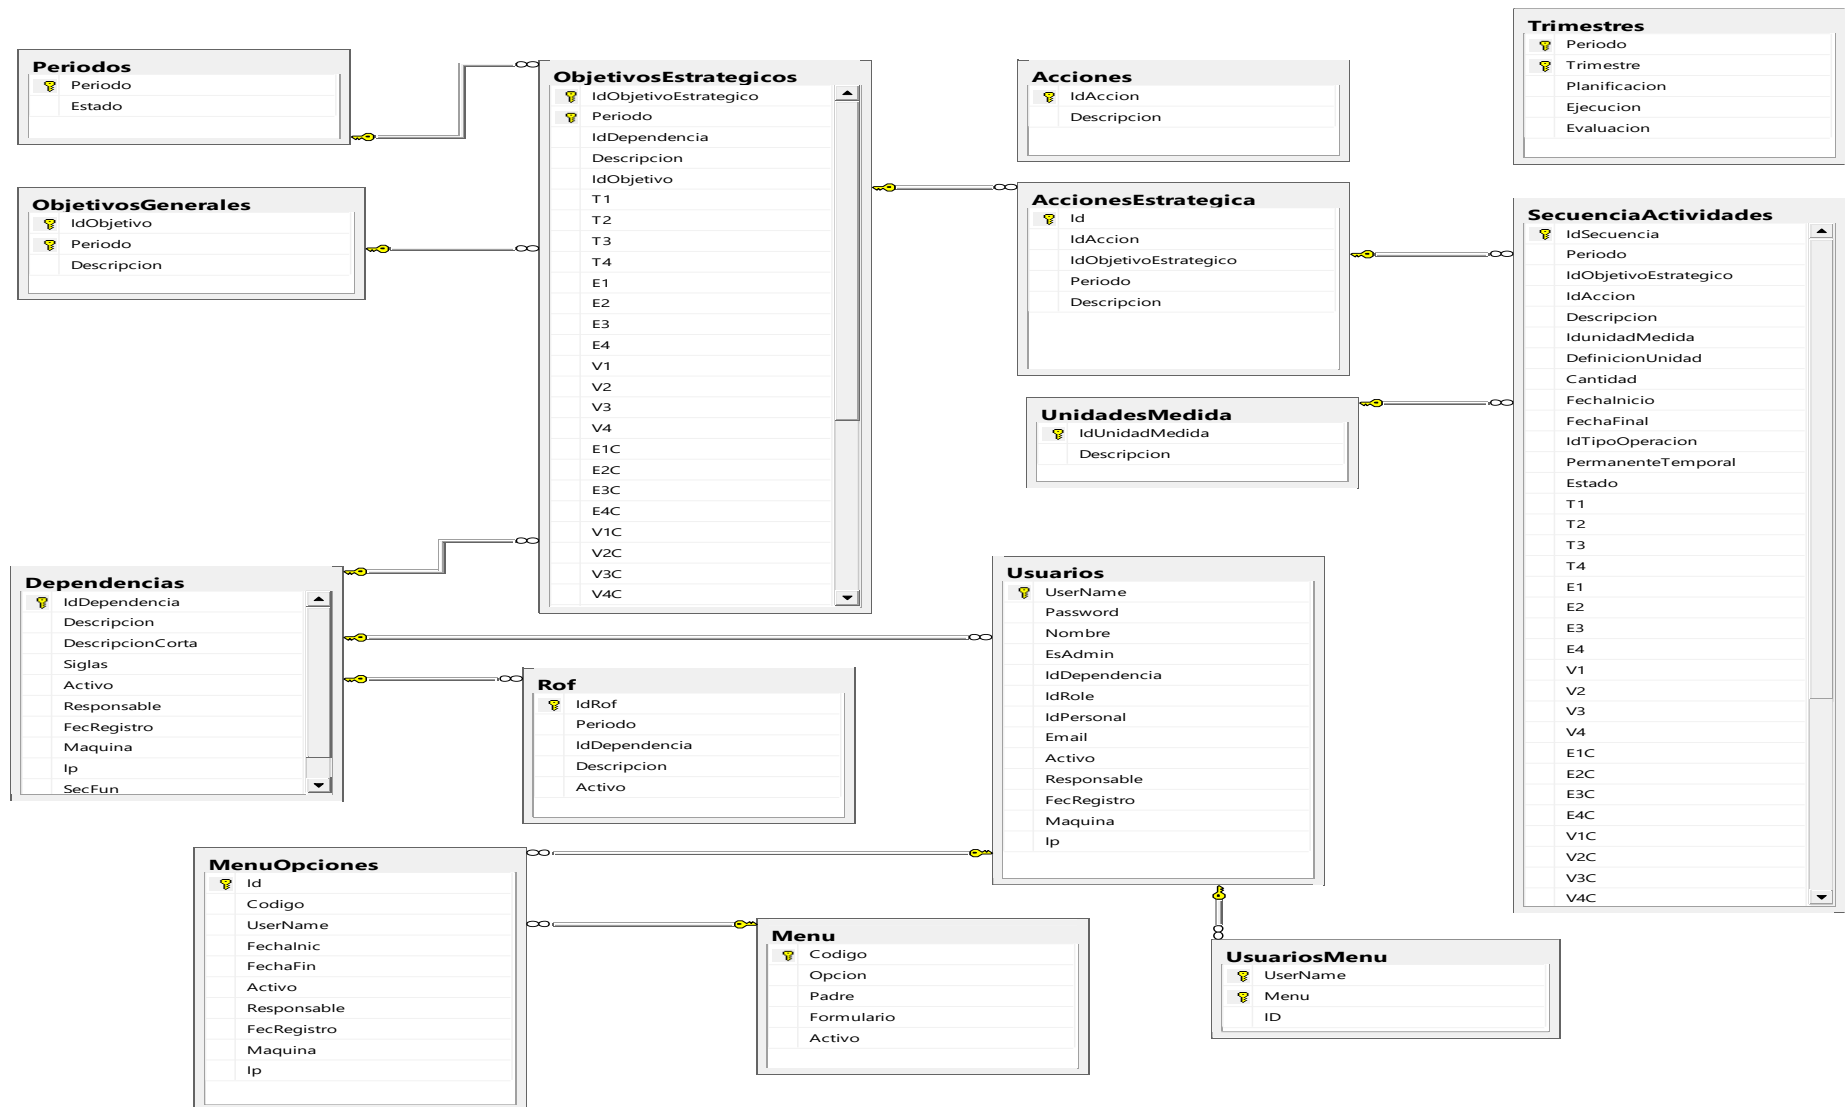 Periodos
Periodo
Estado
ObjetivosGenerales
IdObjetivo
Periodo
Descripcion
ObjetivosEstrategicos
IdObjetivoEstrategico
Periodo
IdDependencia
Descripcion
IdObjetivo
T1
T2
T3
T4
E1
E2
E3
E4
V1
V2
V3
V4
E1C
E2C
E3C
E4C
V1C
V2C
V3C
V4C
Acciones
IdAccion
Descripcion
AccionesEstrategica
Id
IdAccion
IdObjetivoEstrategico
Periodo
Descripcion
UnidadesMedida
IdUnidadMedida
Descripcion
Trimestres
Periodo
Trimestre
Planificacion
Ejecucion
Evaluacion
SecuenciaActividades
IdSecuencia
Periodo
IdObjetivoEstrategico
IdAccion
Descripcion
IdunidadMedida
DefinicionUnidad
Cantidad
FechaInicio
FechaFinal
IdTipoOperacion
PermanenteTemporal
Estado
T1
T2
T3
T4
E1
E2
E3
E4
V1
V2
V3
V4
E1C
E2C
E3C
E4C
V1C
V2C
V3C
V4C
Dependencias
IdDependencia
Descripcion
DescripcionCorta
Siglas
Activo
Responsable
FecRegistro
Maquina
Ip
SecFun
Rof
IdRof
Periodo
IdDependencia
Descripcion
Activo
Usuarios
UserName
Password
Nombre
EsAdmin
IdDependencia
IdRole
IdPersonal
Email
Activo
Responsable
FecRegistro
Maquina
Ip
MenuOpciones
Id
Codigo
UserName
FechaInic
FechaFin
Activo
Responsable
FecRegistro
Maquina
Ip
Menu
Codigo
Opcion
Padre
Formulario
Activo
UsuariosMenu
UserName
Menu
ID